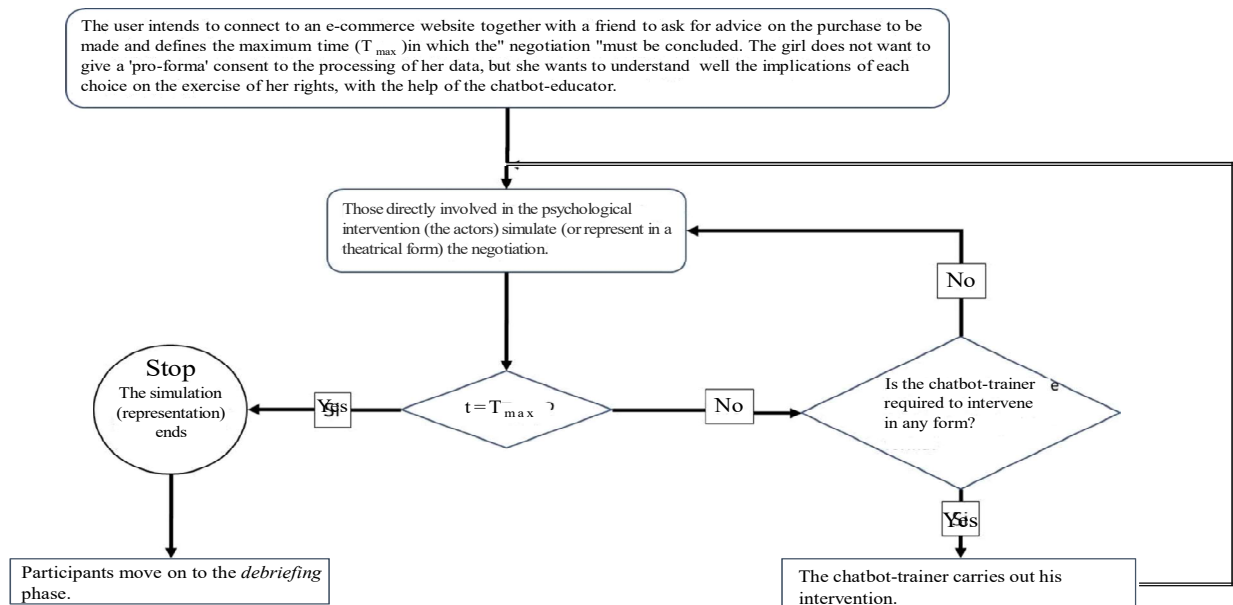 The user intends to connect to an e-commerce website together with a friend to ask for advice on the purchase to be
made and defines the maximum time (T max )in which the" negotiation "must be concluded. The girl does not want to
give a 'pro-forma' consent to the processing of her data, but she wants to understand well the implications of each
choice on the exercise of her rights, with the help of the chatbot-educator.
Those directly involved in the psychological
intervention (the actors) simulate (or represent in a
theatrical form) the negotiation.
No
Stop
The simulation
(representation)
ends
Yes
t = T max ?
No
Is the chatbot-trainer e
required to intervene
in any form?
Yes
Participants move on to the debriefing
phase.
The chatbot-trainer carries out his
intervention.